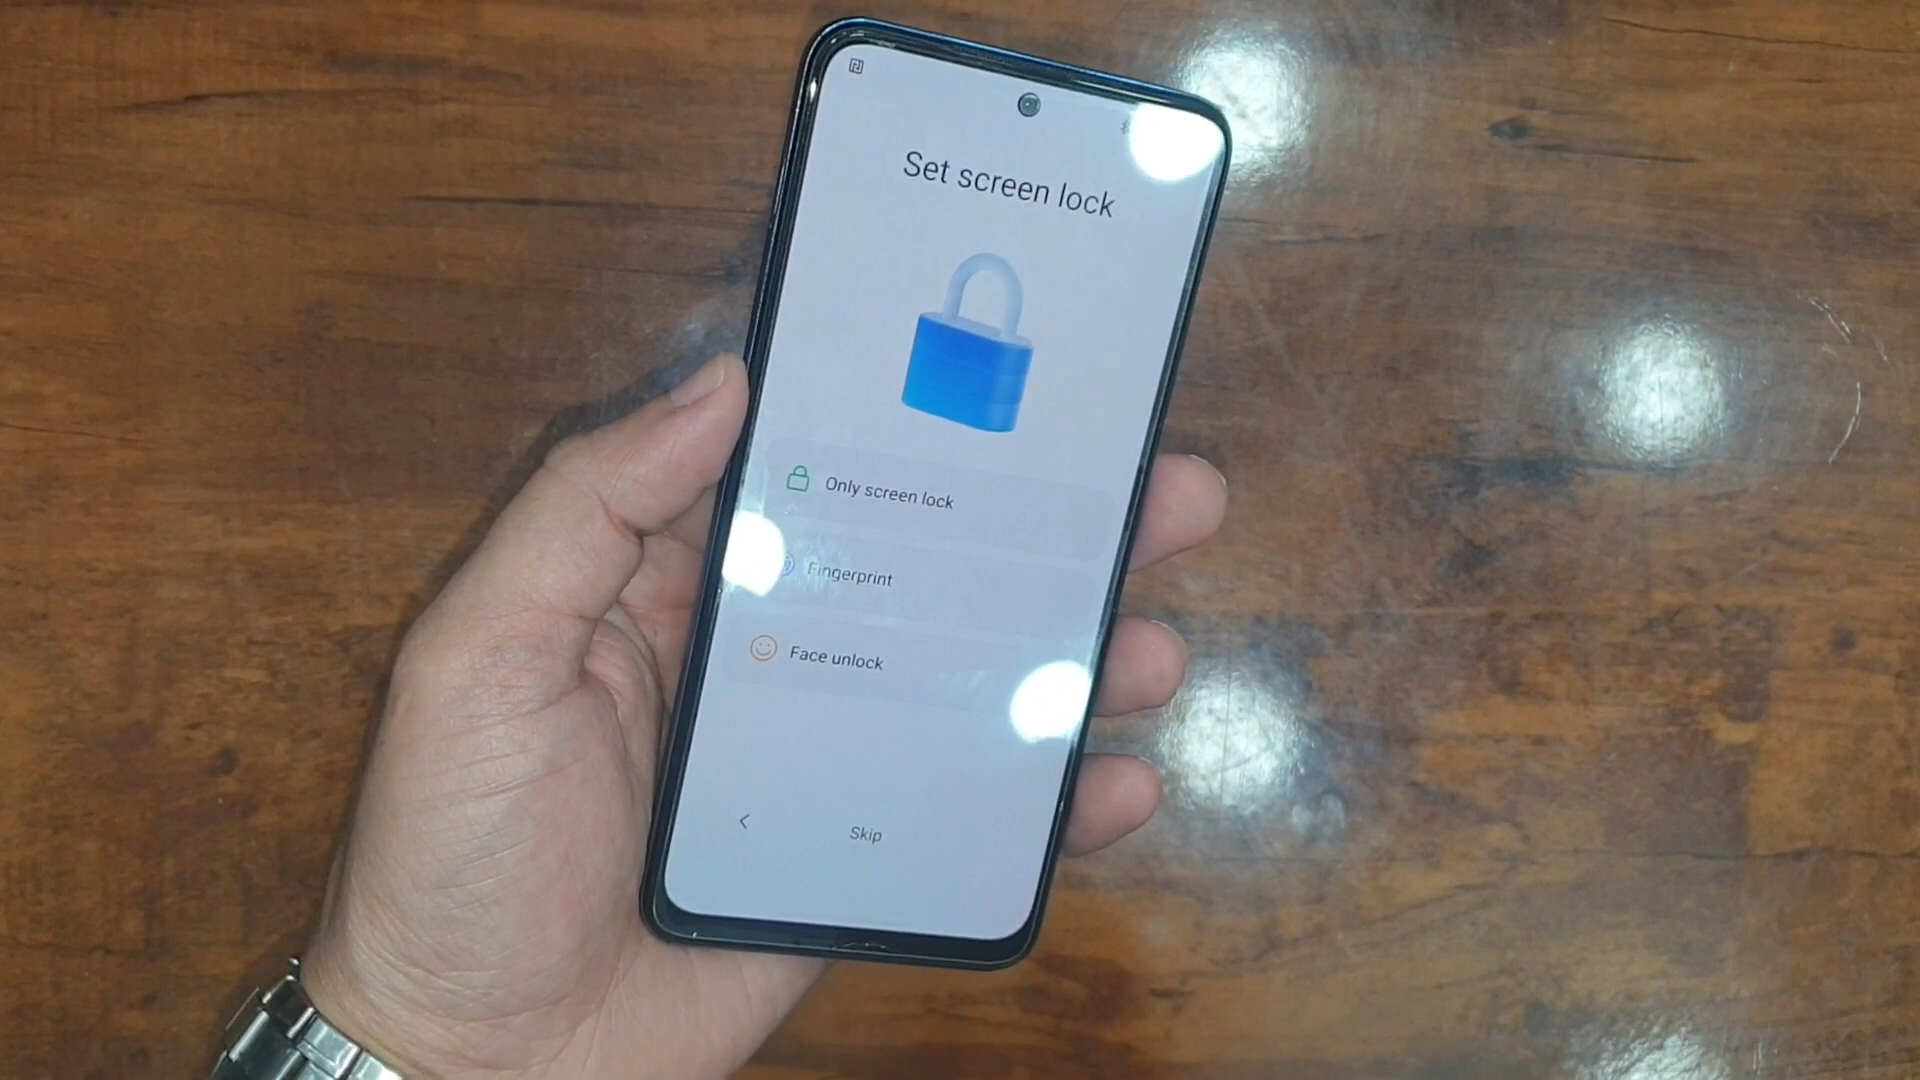 Set screen lock
Only screen lock
Fingerprint
Face unlock
Skip